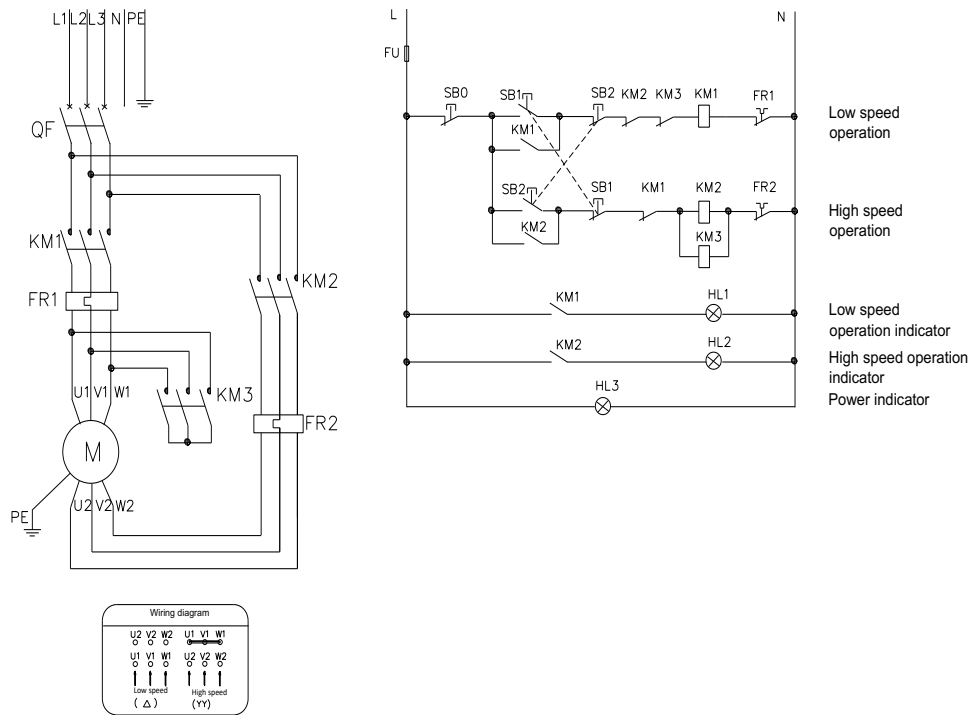 L1 L2 L3 N PE
QF
KM1
FR1
KM2
U1 V1 W1
KM3
FR2
M
U2 V2 W2
PE
Wiring diagram
U2 V2 W2 U1 V1 W1
U1 V1 W1 U2 V2 W2
Low speed High speed
( △ ) (YY)
L N
FU
SB0 SB1 SB2 KM2 KM3 KM1 FR1
KM1
Low speed
operation
SB2 SB1 KM1 KM2 FR2
KM2 KM3
High speed
operation
KM1 HL1
Low speed
operation indicator
KM2 HL2
High speed operation
indicator
HL3
Power indicator